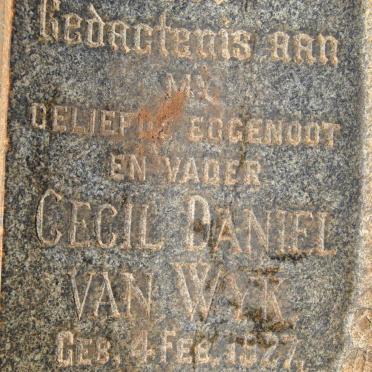 Gedagtenis aan
MY
GELIEFDE EGGENOOT
EN VADER
CECIL DANIEL
VAN WYK
GEB. 4 FEB. 1927,